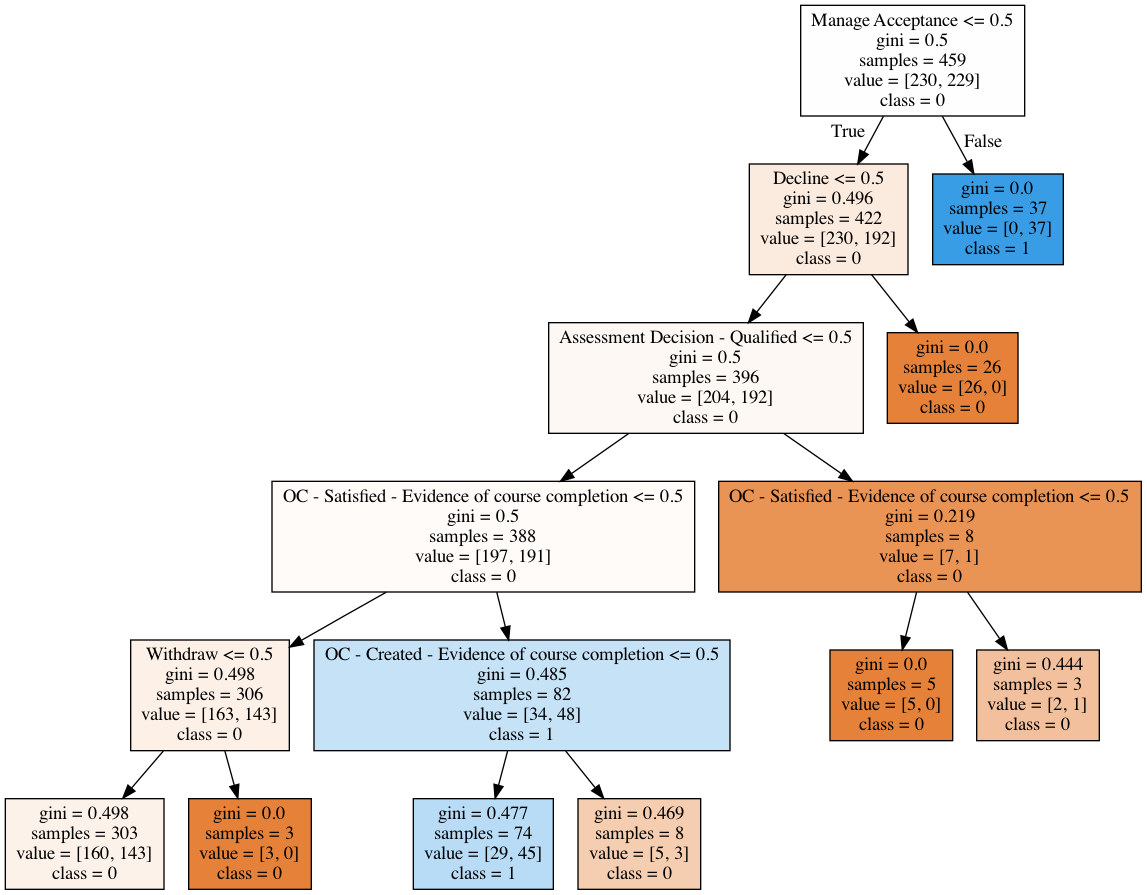 Manage Acceptance <= 0.5
gini = 0.5
samples = 459
value = [230, 229]
class = 0
True
False
Decline <= 0.5
gini = 0.496
samples = 422
value = [230, 192]
class = 0
gini = 0.0
samples = 37
value = [0, 37]
class = 1
Assessment Decision - Qualified <= 0.5
gini = 0.5
samples = 396
value = [204, 192]
class = 0
gini = 0.0
samples = 26
value = [26, 0]
class = 0
OC - Satisfied - Evidence of course completion <= 0.5
gini = 0.5
samples = 388
value = [197, 191]
class = 0
OC - Satisfied - Evidence of course completion <= 0.5
gini = 0.219
samples = 8
value = [7, 1]
class = 0
Withdraw <= 0.5
gini = 0.498
samples = 306
value = [163, 143]
class = 0
OC - Created - Evidence of course completion <= 0.5
gini = 0.485
samples = 82
value = [34, 48]
class = 1
gini = 0.0
samples = 5
value = [5, 0]
class = 0
gini = 0.444
samples = 3
value = [2, 1]
class = 0
gini = 0.498
samples = 303
value = [160, 143]
class = 0
gini = 0.0
samples = 3
value = [3, 0]
class = 0
gini = 0.477
samples = 74
value = [29, 45]
class = 1
gini = 0.469
samples = 8
value = [5, 3]
class = 0